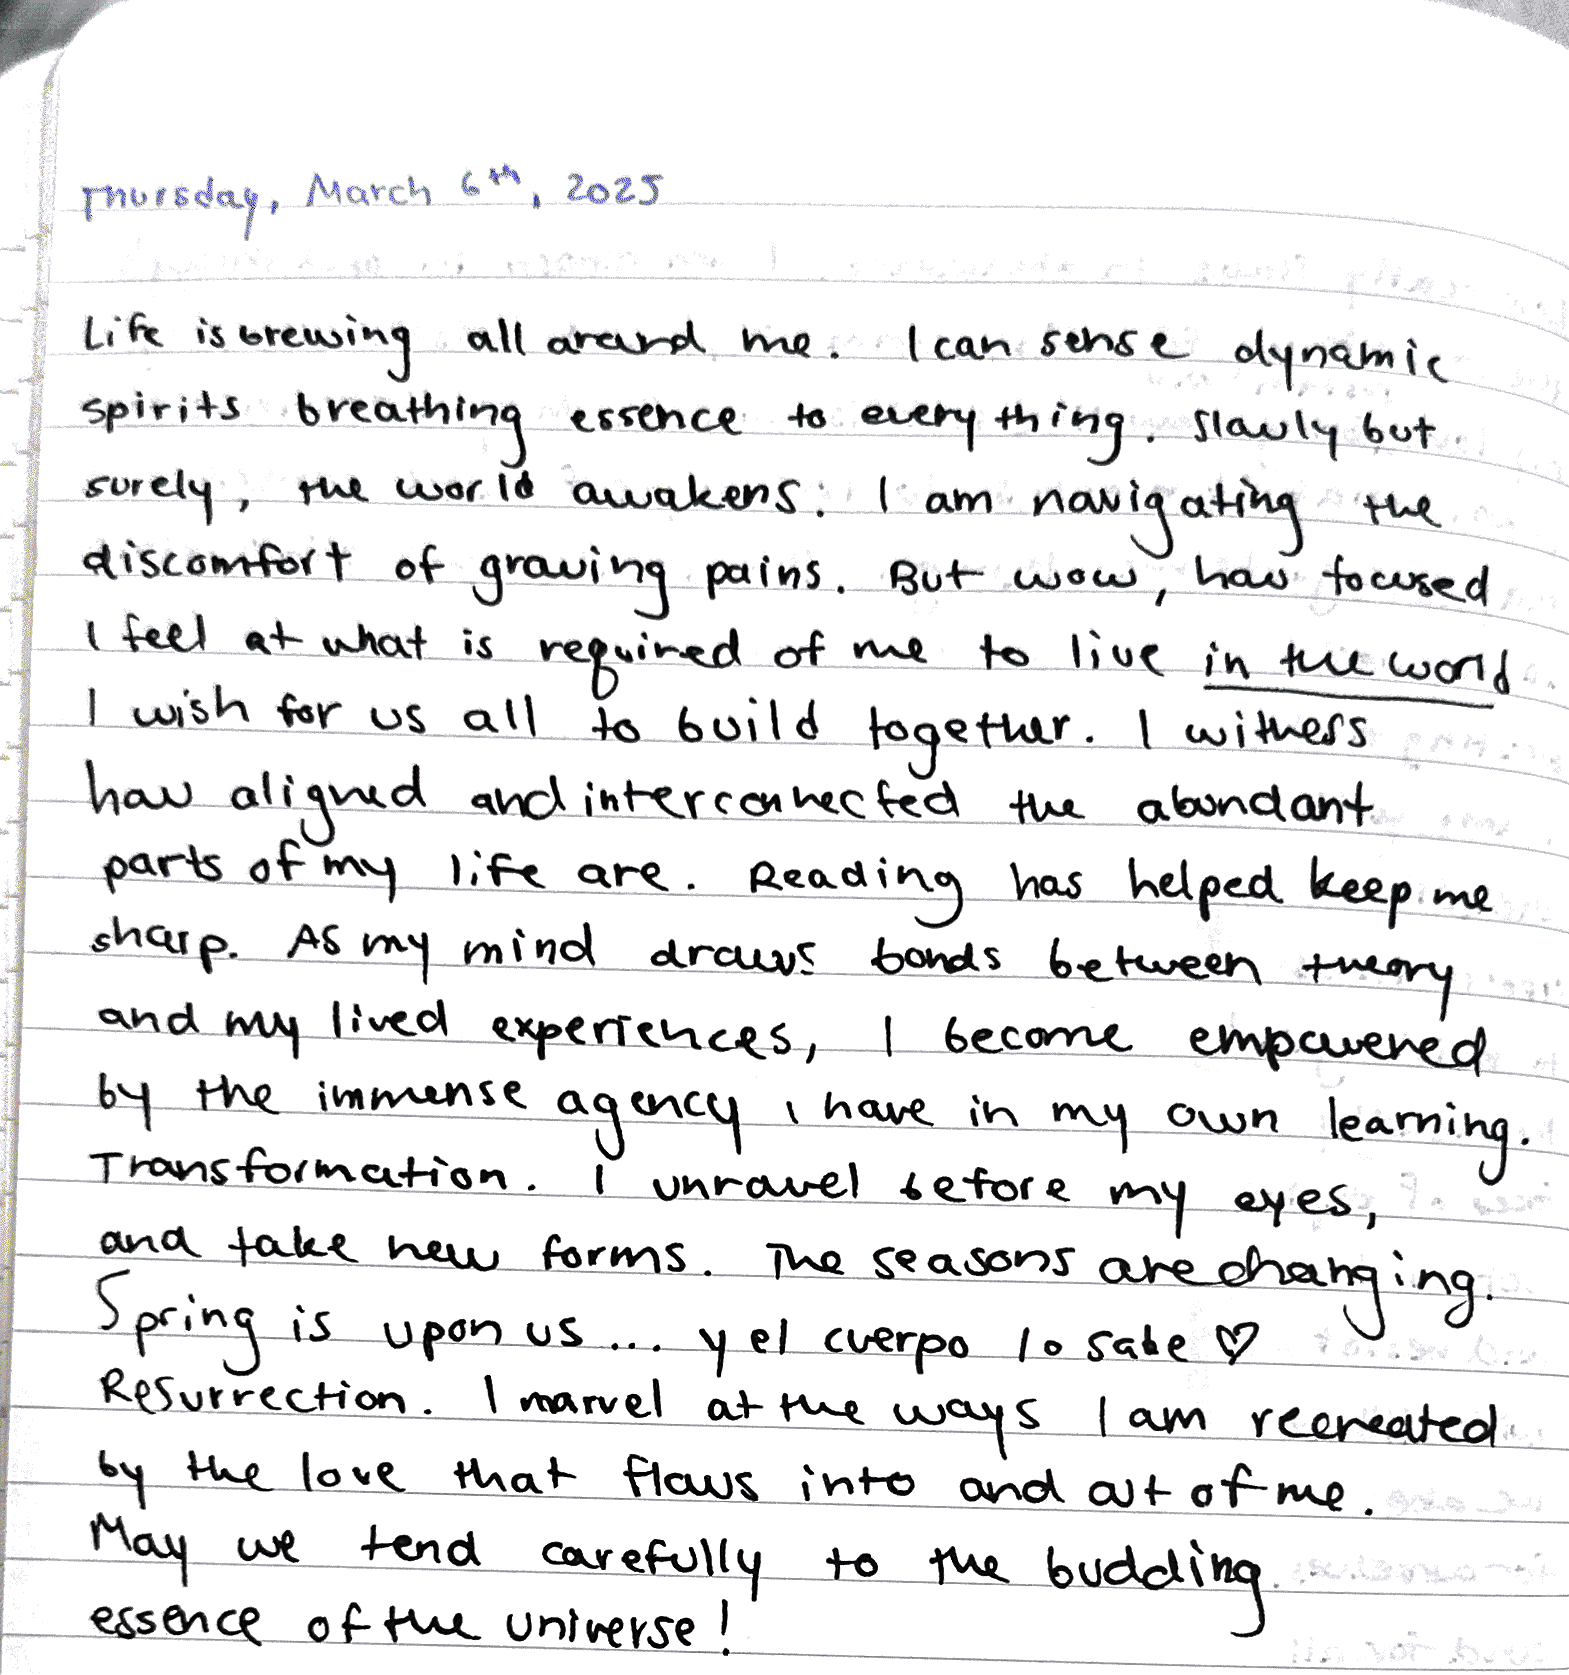 Thursday, March 6th, 2025
Life is brewing all around me. I can sense dynamic
spirits breathing essence to everything. Slowly but
surely, the world awakens. I am navigating the
discomfort of growing pains. But wow, how focused
I feel at what is required of me to live in the world
I wish for us all to build together. I witness
how aligned and interconnected the abundant
parts of my life are. Reading has helped keep me
sharp. As my mind draws bonds between theory
and my lived experiences, I become empowered
by the immense agency I have in my own learning.
Transformation. I unravel before my eyes,
and take new forms. The seasons are changing.
Spring is upon us... y el cuerpo lo sabe ♡
Resurrection. I marvel at the ways I am recreated
by the love that flows into and out of me.
May we tend carefully to the budding
essence of the universe!